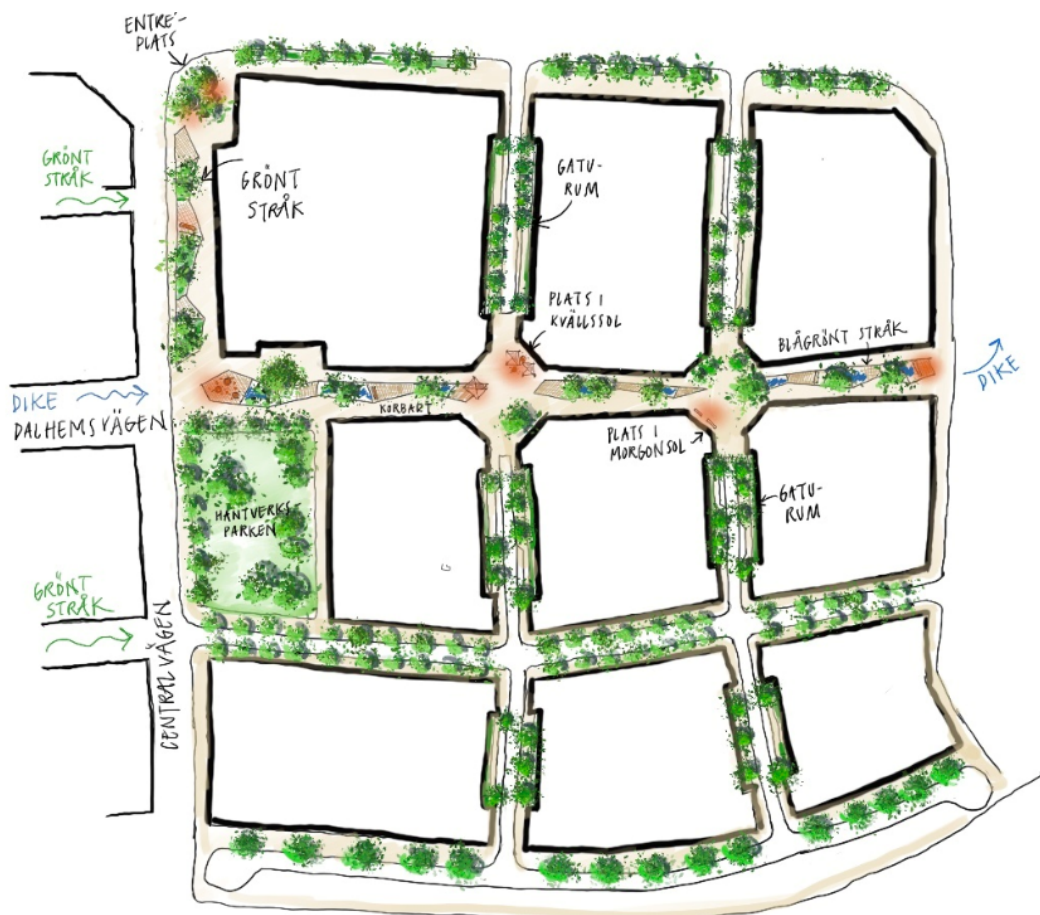 ENTRÉ-
PLATS
GRÖNT
STRÅK
GRÖNT
STRÅK
GATU-
RUM
PLATS I
KVÄLLSSOL
BLÅGRÖNT STRÅK
DIKE
DIKE
DALHEMSVÄGEN
KÖRBART
PLATS I
MORGONSOL
HANTVERKS-
PARKEN
GATU-
RUM
GRÖNT
STRÅK
CENTRALVÄGEN